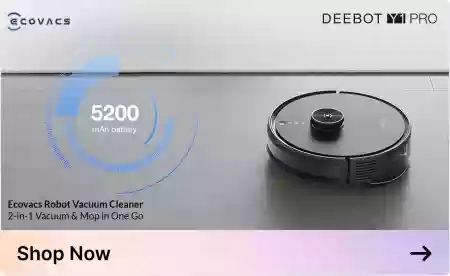 ECOVACS
DEEBOT Y1 PRO
5200
mAh battery
Ecovacs Robot Vacuum Cleaner
2-in-1 Vacuum & Mop in One Go
Shop Now